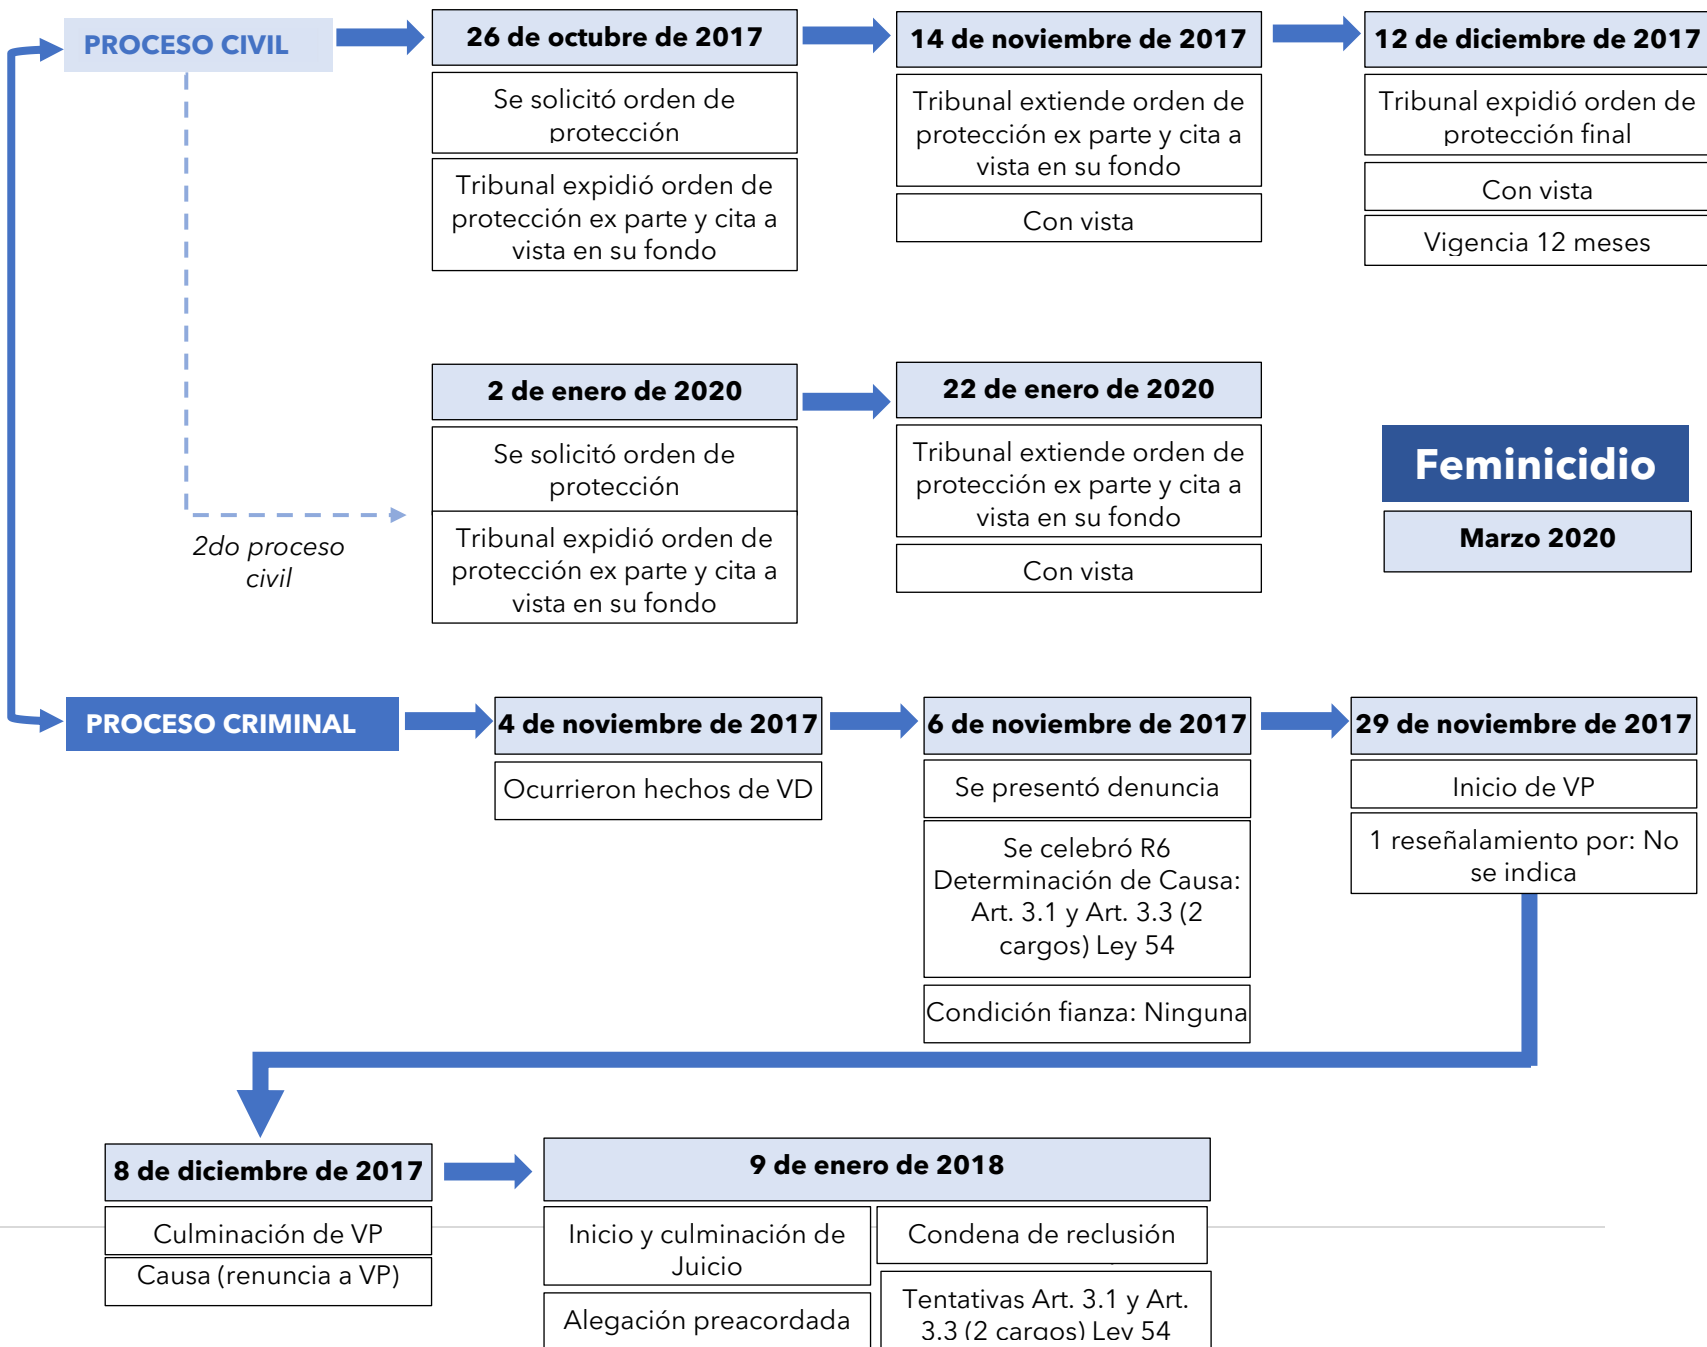 PROCESO CIVIL
26 de octubre de 2017
Se solicitó orden de
protección
Tribunal expidió orden de
protección ex parte y cita a
vista en su fondo
14 de noviembre de 2017
Tribunal extiende orden de
protección ex parte y cita a
vista en su fondo
Con vista
12 de diciembre de 2017
Tribunal expidió orden de
protección final
Con vista
Vigencia 12 meses
2do proceso
civil
2 de enero de 2020
Se solicitó orden de
protección
Tribunal expidió orden de
protección ex parte y cita a
vista en su fondo
22 de enero de 2020
Tribunal extiende orden de
protección ex parte y cita a
vista en su fondo
Con vista
Feminicidio
Marzo 2020
PROCESO CRIMINAL
4 de noviembre de 2017
Ocurrieron hechos de VD
6 de noviembre de 2017
Se presentó denuncia
Se celebró R6
Determinación de Causa:
Art. 3.1 y Art. 3.3 (2
cargos) Ley 54
Condición fianza: Ninguna
29 de noviembre de 2017
Inicio de VP
1 reseñalamiento por: No
se indica
8 de diciembre de 2017
Culminación de VP
Causa (renuncia a VP)
9 de enero de 2018
Inicio y culminación de
Juicio
Alegación preacordada
Condena de reclusión
Tentativas Art. 3.1 y Art.
3.3 (2 cargos) Ley 54